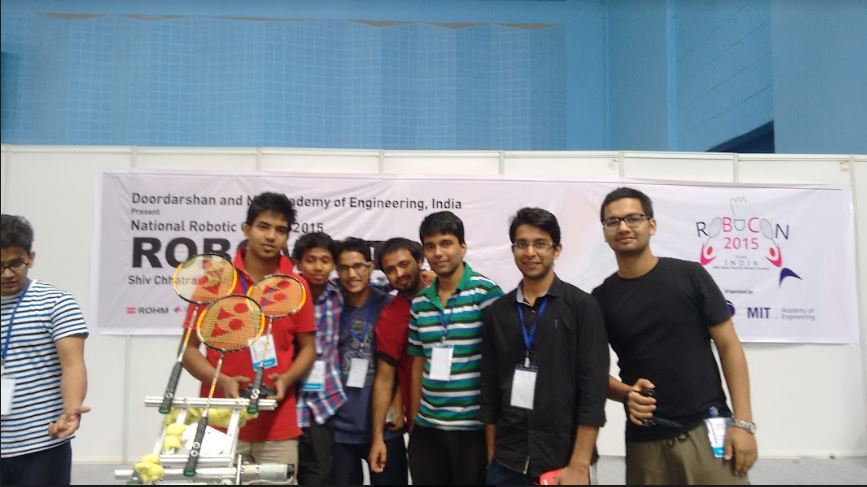 Doordarshan and M Academy of Engineering, India
Present
National Robotic 2015
ROB
Shiv Chhatra
ROHM
ROBOCON
2015
PUNE
INDIA
Organised by
MIT Academy of
Engineering